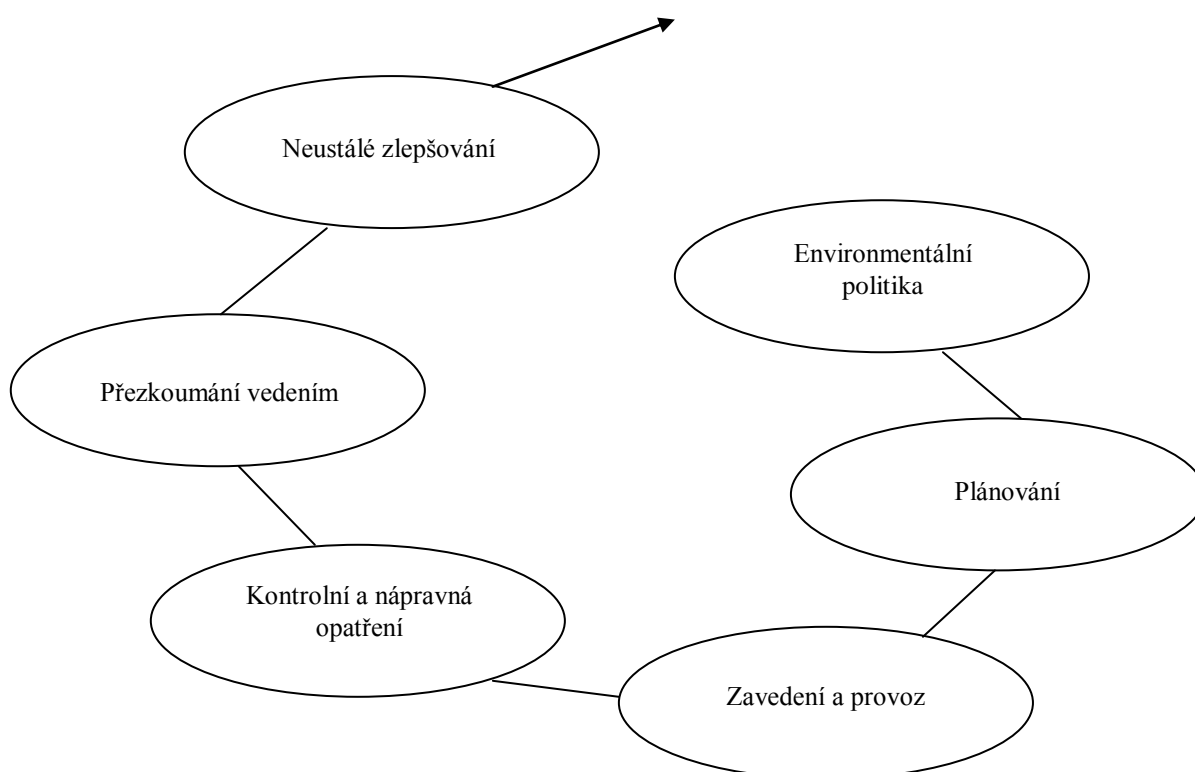 Neustálé zlepšování
Environmentální
politika
Přezkoumání vedením
Plánování
Kontrolní a nápravná
opatření
Zavedení a provoz